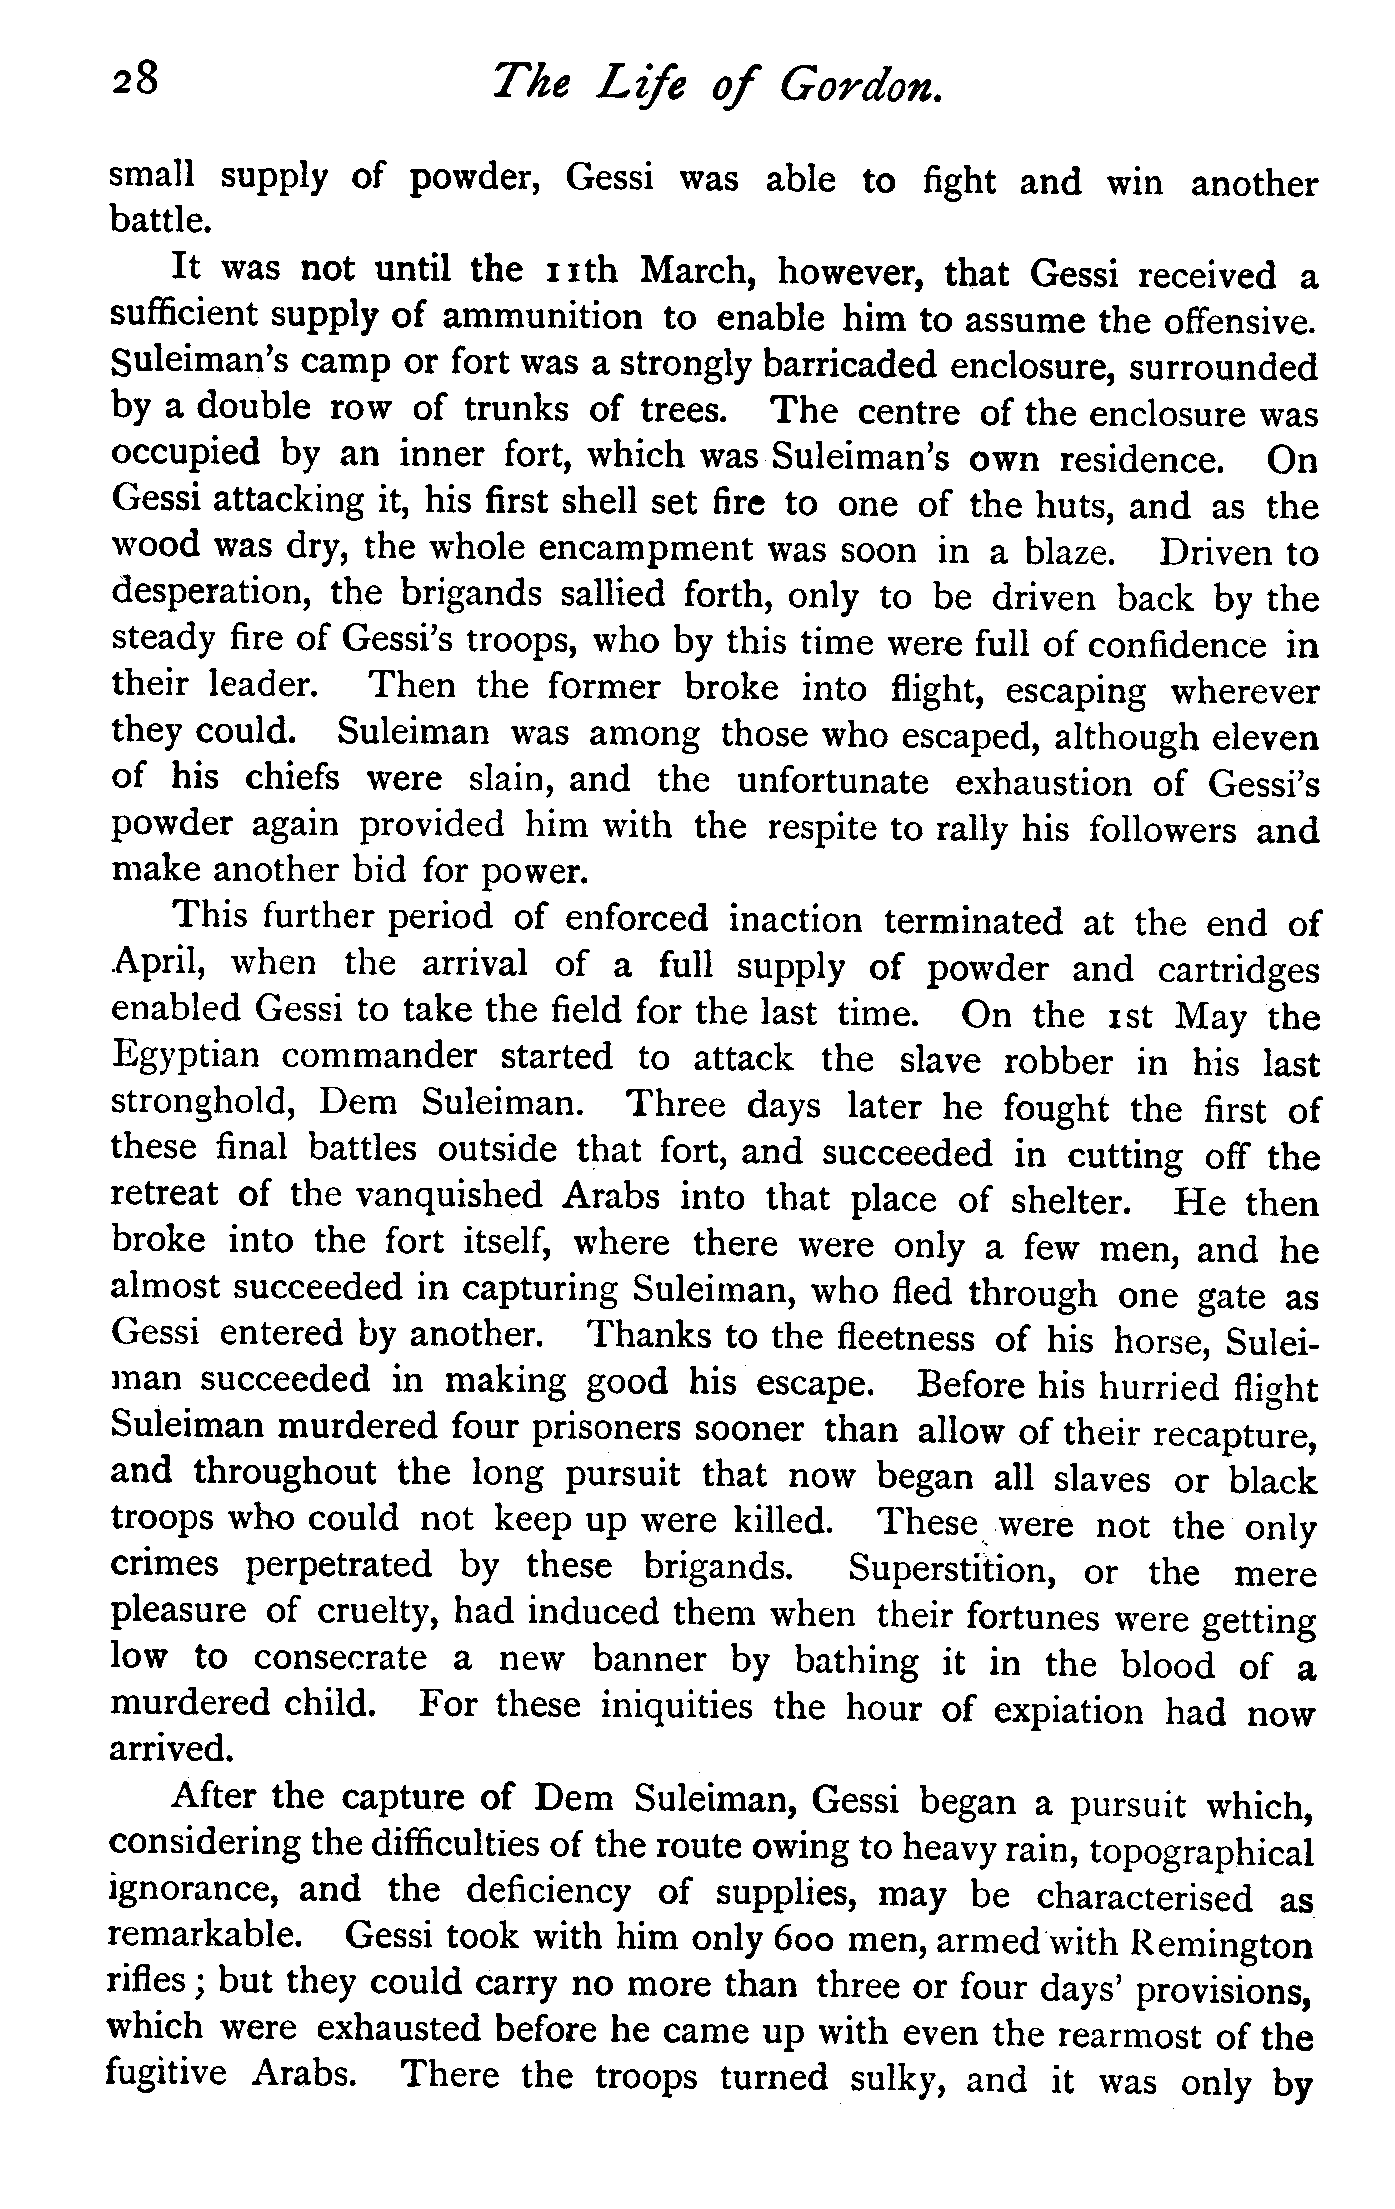 28 The Life of Gordon.
small supply of powder, Gessi was able to fight and win another
battle.
It was not until the 11th March, however, that Gessi received a
sufficient supply of ammunition to enable him to assume the offensive.
Suleiman's camp or fort was a strongly barricaded enclosure, surrounded
by a double row of trunks of trees. The centre of the enclosure was
occupied by an inner fort, which was Suleiman's own residence. On
Gessi attacking it, his first shell set fire to one of the huts, and as the
wood was dry, the whole encampment was soon in a blaze. Driven to
desperation, the brigands sallied forth, only to be driven back by the
steady fire of Gessi's troops, who by this time were full of confidence in
their leader. Then the former broke into flight, escaping wherever
they could. Suleiman was among those who escaped, although eleven
of his chiefs were slain, and the unfortunate exhaustion of Gessi's
powder again provided him with the respite to rally his followers and
make another bid for power.
This further period of enforced inaction terminated at the end of
April, when the arrival of a full supply of powder and cartridges
enabled Gessi to take the field for the last time. On the 1st May the
Egyptian commander started to attack the slave robber in his last
stronghold, Dem Suleiman. Three days later he fought the first of
these final battles outside that fort, and succeeded in cutting off the
retreat of the vanquished Arabs into that place of shelter. He then
broke into the fort itself, where there were only a few men, and he
almost succeeded in capturing Suleiman, who fled through one gate as
Gessi entered by another. Thanks to the fleetness of his horse, Sulei-
man succeeded in making good his escape. Before his hurried flight
Suleiman murdered four prisoners sooner than allow of their recapture,
and throughout the long pursuit that now began all slaves or black
troops who could not keep up were killed. These were not the only
crimes perpetrated by these brigands. Superstition, or the mere
pleasure of cruelty, had induced them when their fortunes were getting
low to consecrate a new banner by bathing it in the blood of a
murdered child. For these iniquities the hour of expiation had now
arrived.
After the capture of Dem Suleiman, Gessi began a pursuit which,
considering the difficulties of the route owing to heavy rain, topographical
ignorance, and the deficiency of supplies, may be characterised as
remarkable. Gessi took with him only 600 men, armed with Remington
rifles; but they could carry no more than three or four days' provisions,
which were exhausted before he came up with even the rearmost of the
fugitive Arabs. There the troops turned sulky, and it was only by